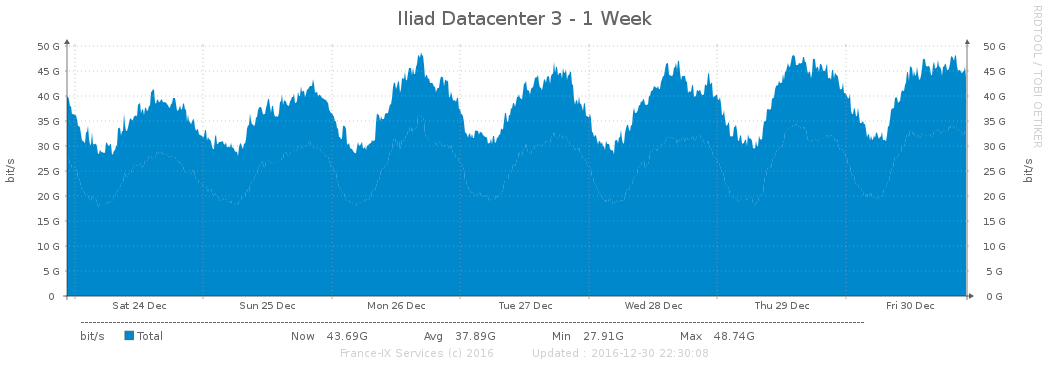 Iliad Datacenter 3 - 1 Week
RRDTOOL / TOBI OETIKER
50 G 50 G
45 G 45 G
40 G 40 G
35 G 35 G
30 G 30 G
25 G 25 G
20 G 20 G
15 G 15 G
10 G 10 G
5 G 5 G
0 0 G
bit/s bit/s
Sat 24 Dec Sun 25 Dec Mon 26 Dec Tue 27 Dec Wed 28 Dec Thu 29 Dec Fri 30 Dec
bit/s Total Now 43.69G Avg 37.89G Min 27.91G Max 48.74G
France-IX Services (c) 2016 Updated : 2016-12-30 22:30:08